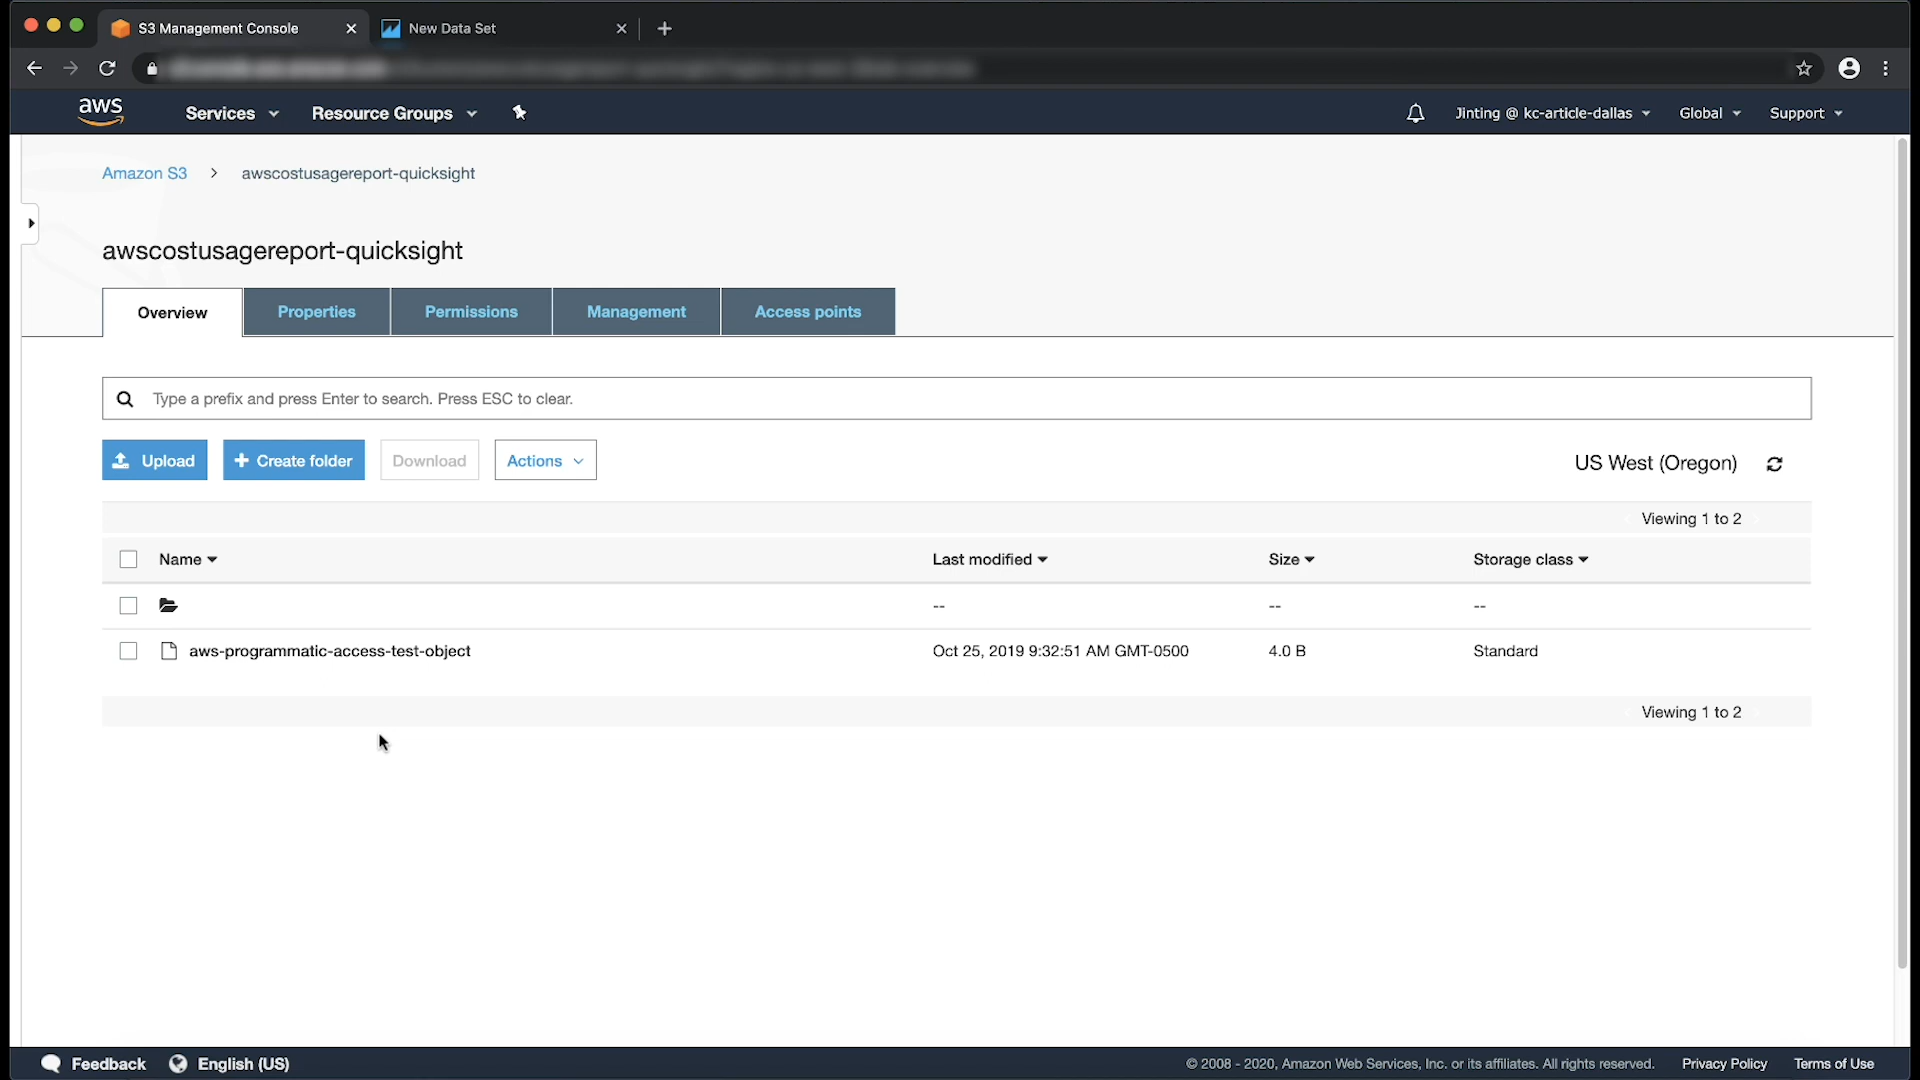 S3 Management Console
New Data Set
aws Services Resource Groups Jinting @ kc-article-dallas Global Support
Amazon S3 > awscostusagereport-quicksight
awscostusagereport-quicksight
Overview Properties Permissions Management Access points
Type a prefix and press Enter to search. Press ESC to clear.
Upload + Create folder Download Actions US West (Oregon)
Viewing 1 to 2
Name Last modified Size Storage class
-- -- --
aws-programmatic-access-test-object Oct 25, 2019 9:32:51 AM GMT-0500 4.0 B Standard
Viewing 1 to 2
Feedback English (US) © 2008 - 2020, Amazon Web Services, Inc. or its affiliates. All rights reserved. Privacy Policy Terms of Use